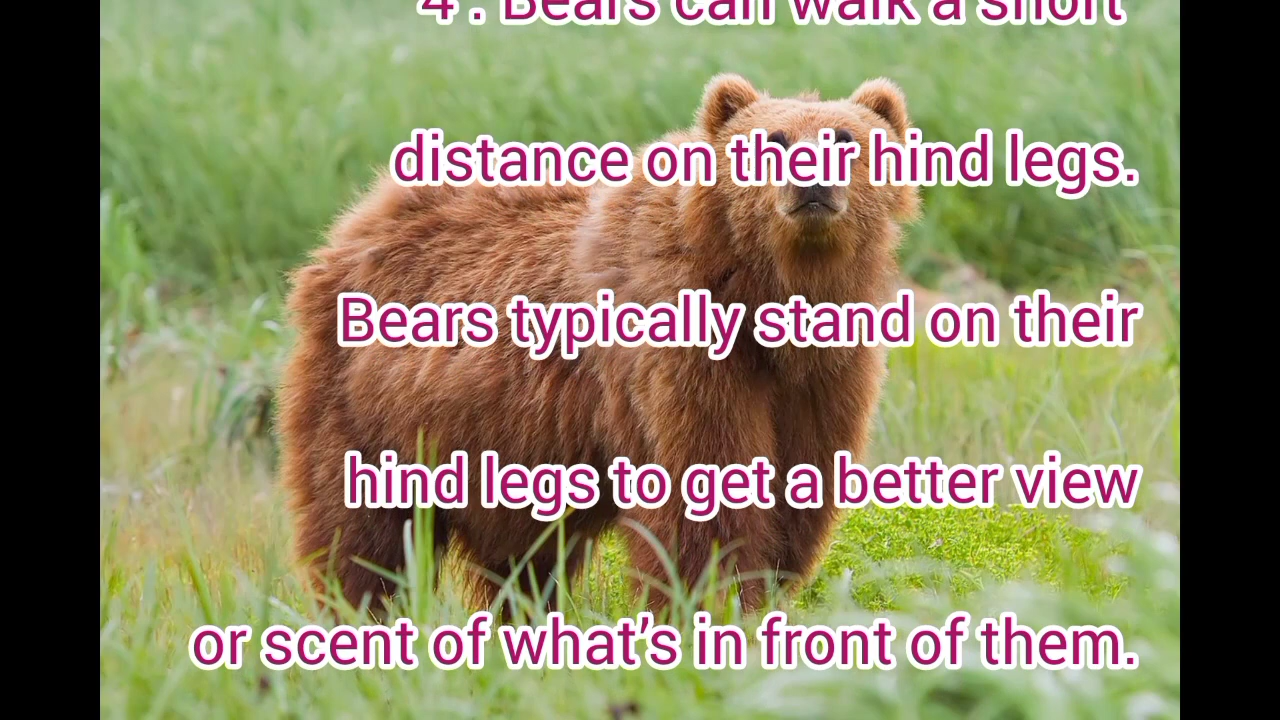 4 . Bears can walk a short
distance on their hind legs.
Bears typically stand on their
hind legs to get a better view
or scent of what’s in front of them.